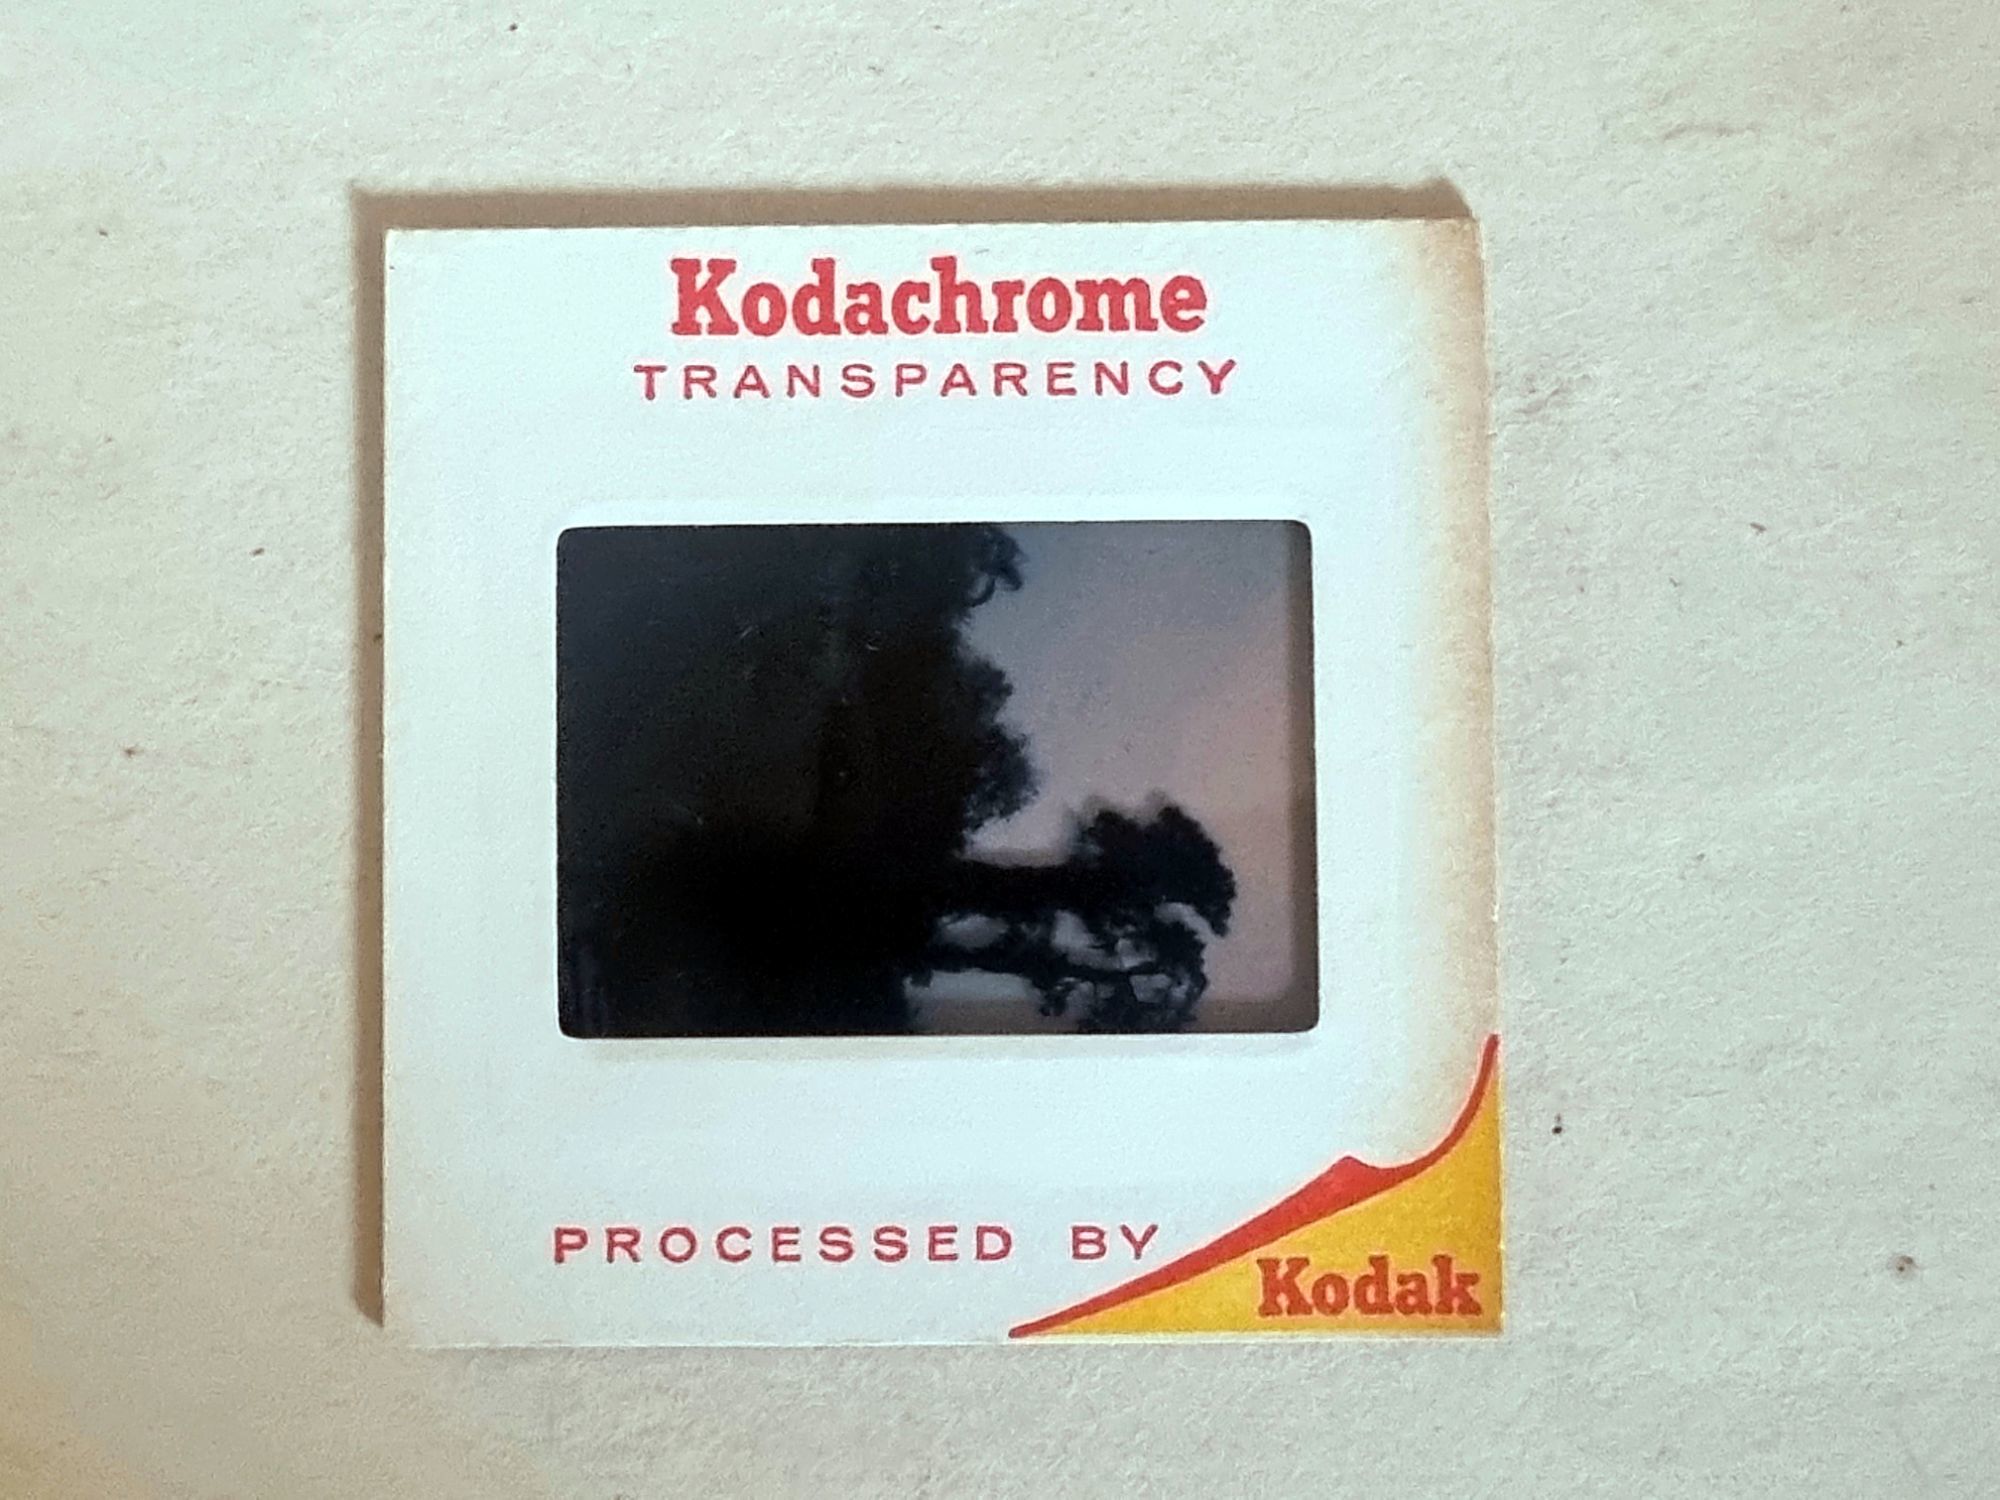 Kodachrome
TRANSPARENCY
PROCESSED BY
Kodak